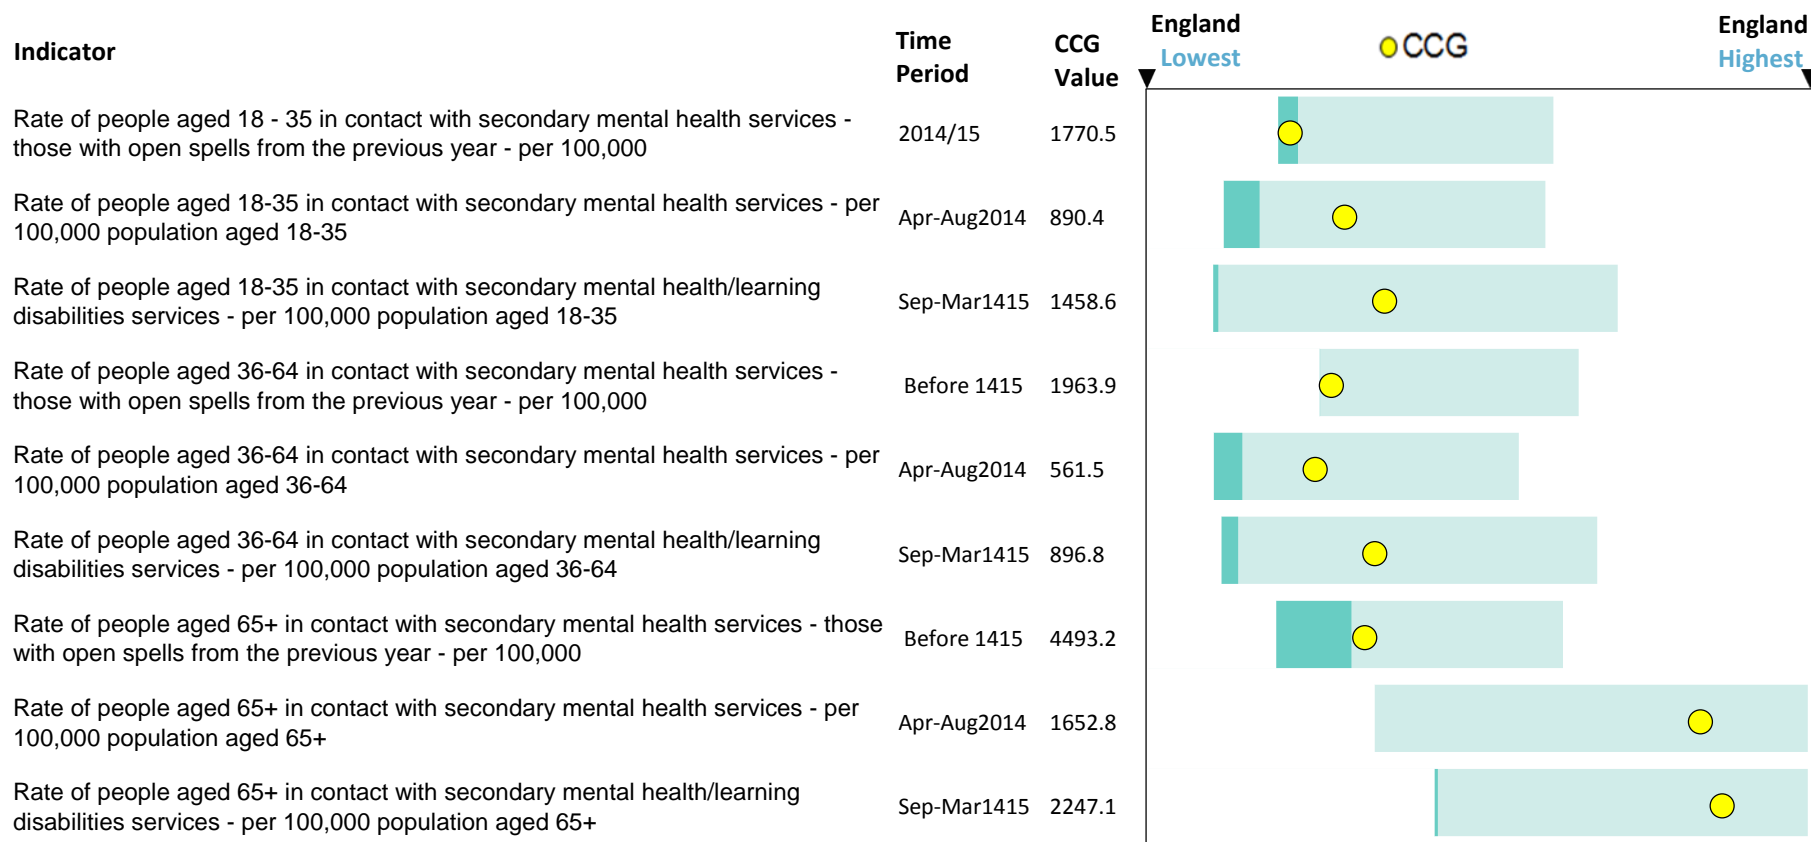 Indicator
Time
Period
CCG
Value
England
Lowest
CCG
England
Highest
Rate of people aged 18 - 35 in contact with secondary mental health services -
those with open spells from the previous year - per 100,000
2014/15
1770.5
Rate of people aged 18-35 in contact with secondary mental health services - per
100,000 population aged 18-35
Apr-Aug2014
890.4
Rate of people aged 18-35 in contact with secondary mental health/learning
disabilities services - per 100,000 population aged 18-35
Sep-Mar1415
1458.6
Rate of people aged 36-64 in contact with secondary mental health services -
those with open spells from the previous year - per 100,000
Before 1415
1963.9
Rate of people aged 36-64 in contact with secondary mental health services - per
100,000 population aged 36-64
Apr-Aug2014
561.5
Rate of people aged 36-64 in contact with secondary mental health/learning
disabilities services - per 100,000 population aged 36-64
Sep-Mar1415
896.8
Rate of people aged 65+ in contact with secondary mental health services - those
with open spells from the previous year - per 100,000
Before 1415
4493.2
Rate of people aged 65+ in contact with secondary mental health services - per
100,000 population aged 65+
Apr-Aug2014
1652.8
Rate of people aged 65+ in contact with secondary mental health/learning
disabilities services - per 100,000 population aged 65+
Sep-Mar1415
2247.1